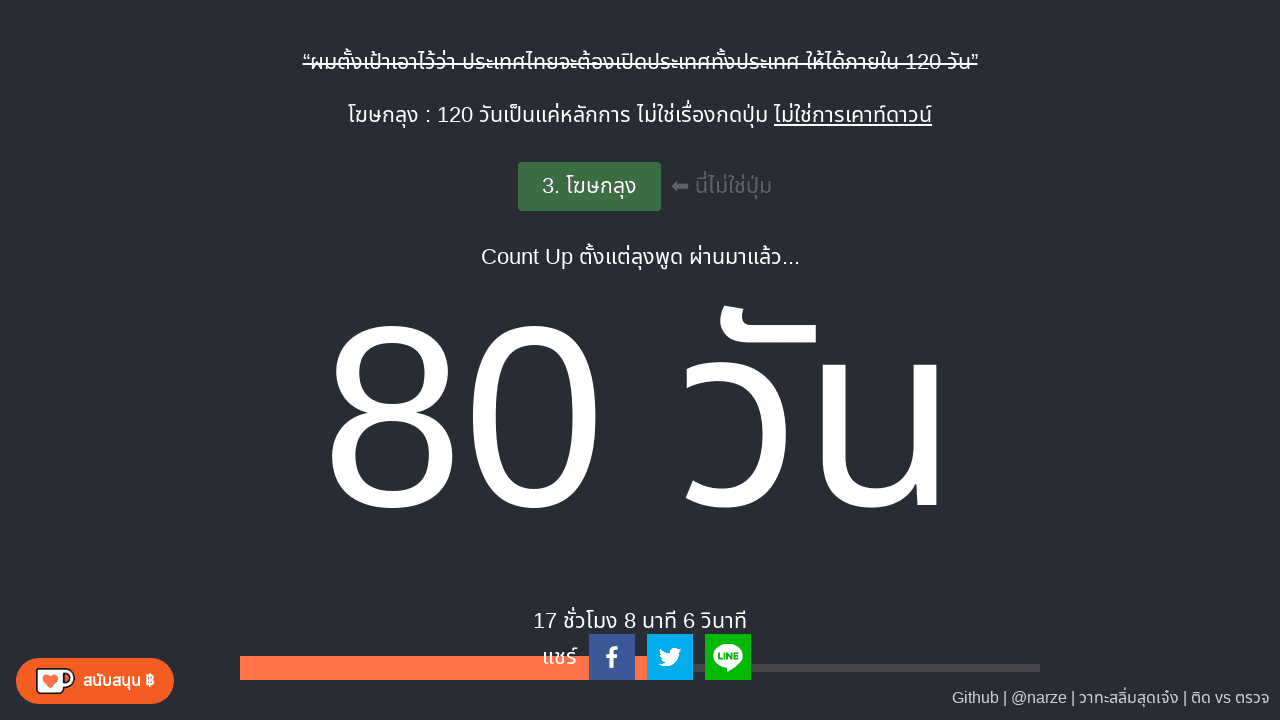 “ผมตั้งเป้าเอาไว้ว่า ประเทศไทยจะต้องเปิดประเทศทั้งประเทศ ให้ได้ภายใน 120 วัน”
โฆษกลุง : 120 วันเป็นแค่หลักการ ไม่ใช่เรื่องกดปุ่ม ไม่ใช่การเคาท์ดาวน์
3. โฆษกลุง ⬅ นี่ไม่ใช่ปุ่ม
Count Up ตั้งแต่ลุงพูด ผ่านมาแล้ว...
80 วัน
17 ชั่วโมง 8 นาที 6 วินาที
แชร์ LINE
สนับสนุน ฿
Github | @narze | วาทะสลิ่มสุดเจ๋ง | ติด vs ตรวจ